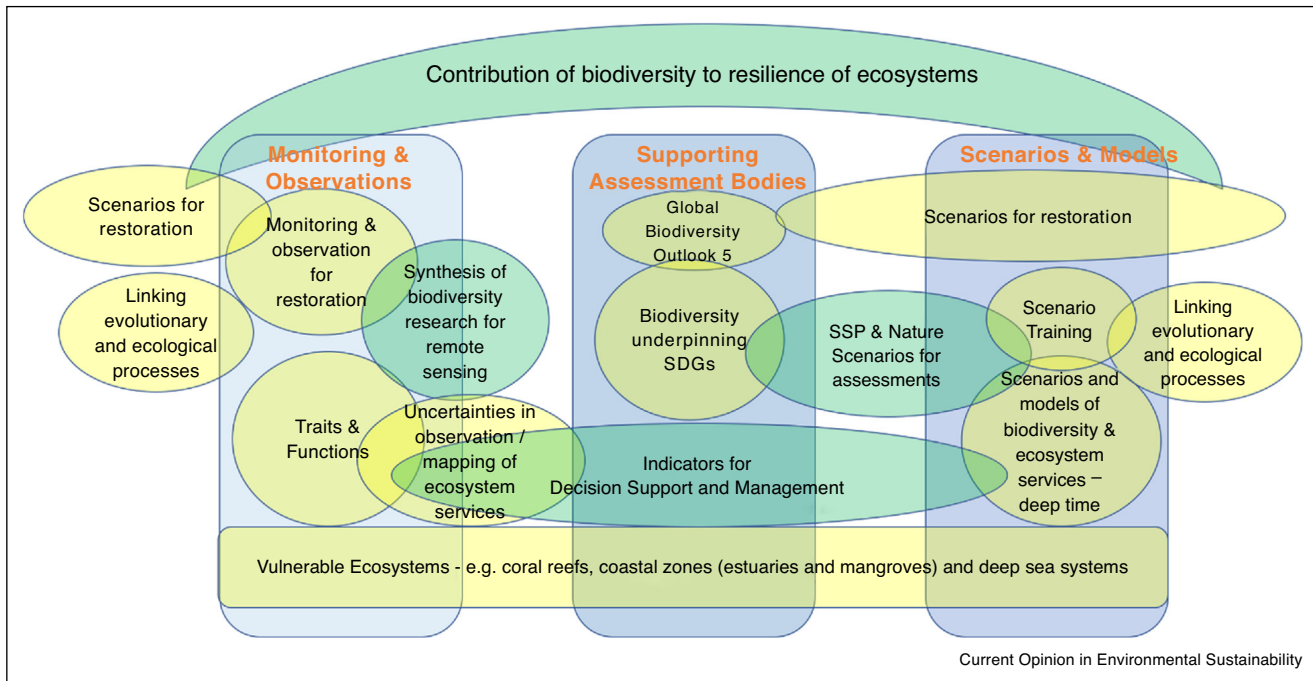 Contribution of biodiversity to resilience of ecosystems
Monitoring &
Observations
Supporting
Assessment Bodies
Scenarios & Models
Scenarios for
restoration
Monitoring &
observation
for
restoration
Linking
evolutionary
and ecological
processes
Synthesis of
biodiversity
research for
remote
sensing
Traits &
Functions
Uncertainties in
observation /
mapping of
ecosystem
services
Global
Biodiversity
Outlook 5
Biodiversity
underpinning
SDGs
Scenarios for restoration
SSP & Nature
Scenarios for
assessments
Scenario
Training
Linking
evolutionary
and ecological
processes
Scenarios and
models of
biodiversity &
ecosystem
services –
deep time
Indicators for
Decision Support and Management
Vulnerable Ecosystems - e.g. coral reefs, coastal zones (estuaries and mangroves) and deep sea systems
Current Opinion in Environmental Sustainability